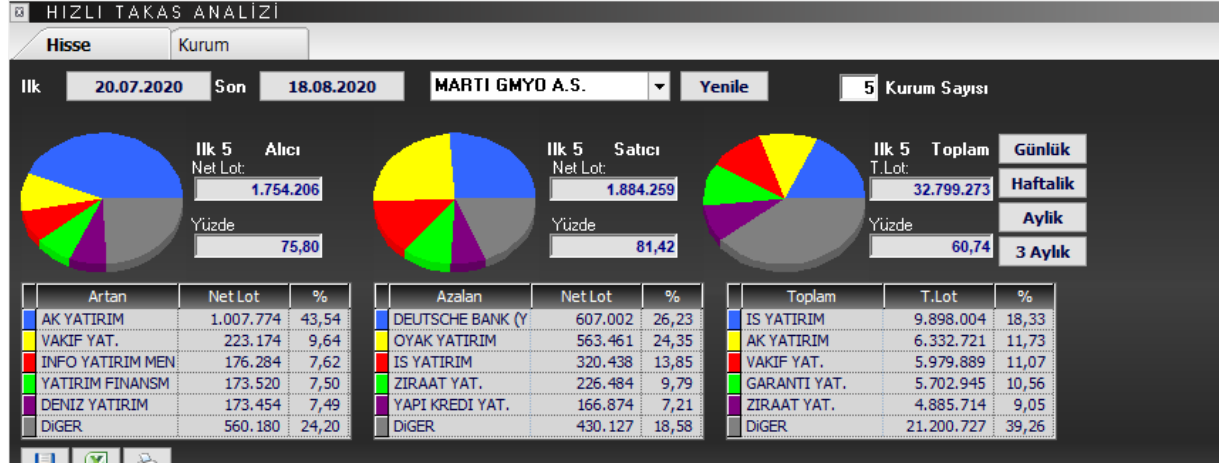 HIZLI TAKAS ANALİZİ
Hisse Kurum
Ilk 20.07.2020 Son 18.08.2020 MARTI GMYO A.S. Yenile 5 Kurum Sayısı
Ilk 5 Alıcı
Net Lot:
1.754.206
Yüzde
75,80
Ilk 5 Satıcı
Net Lot:
1.884.259
Yüzde
81,42
Ilk 5 Toplam
T.Lot:
32.799.273
Yüzde
60,74
Günlük
Haftalik
Aylik
3 Aylık
Artan Net Lot %
AK YATIRIM 1.007.774 43,54
VAKIF YAT. 223.174 9,64
INFO YATIRIM MEN 176.284 7,62
YATIRIM FINANSM 173.520 7,50
DENIZ YATIRIM 173.454 7,49
DiGER 560.180 24,20
Azalan Net Lot %
DEUTSCHE BANK (Y 607.002 26,23
OYAK YATIRIM 563.461 24,35
IS YATIRIM 320.438 13,85
ZIRAAT YAT. 226.484 9,79
YAPI KREDI YAT. 166.874 7,21
DiGER 430.127 18,58
Toplam T.Lot %
IS YATIRIM 9.898.004 18,33
AK YATIRIM 6.332.721 11,73
VAKIF YAT. 5.979.889 11,07
GARANTI YAT. 5.702.945 10,56
ZIRAAT YAT. 4.885.714 9,05
DiGER 21.200.727 39,26